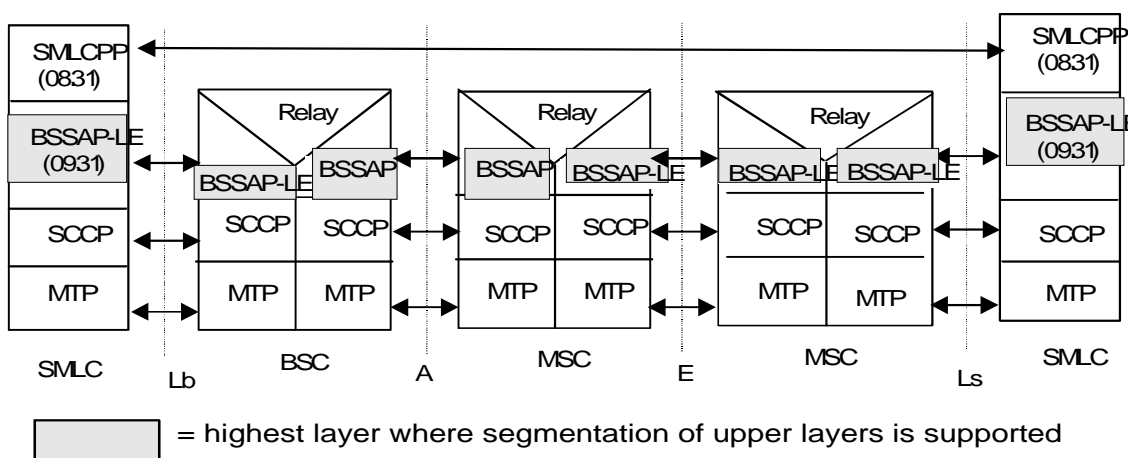 SMLCPP
(0831)
SMLCPP
(0831)
Relay
Relay
Relay
BSSAP-LE
(0931)
BSSAP-LE
BSSAP
BSSAP
BSSAP-LE
BSSAP-LE
BSSAP-LE
BSSAP-LE
(0931)
SCCP
SCCP
SCCP
SCCP
SCCP
SCCP
SCCP
SCCP
MTP
MTP
MTP
MTP
MTP
MTP
MTP
MTP
SMLC
Lb
BSC
A
MSC
E
MSC
Ls
SMLC
= highest layer where segmentation of upper layers is supported